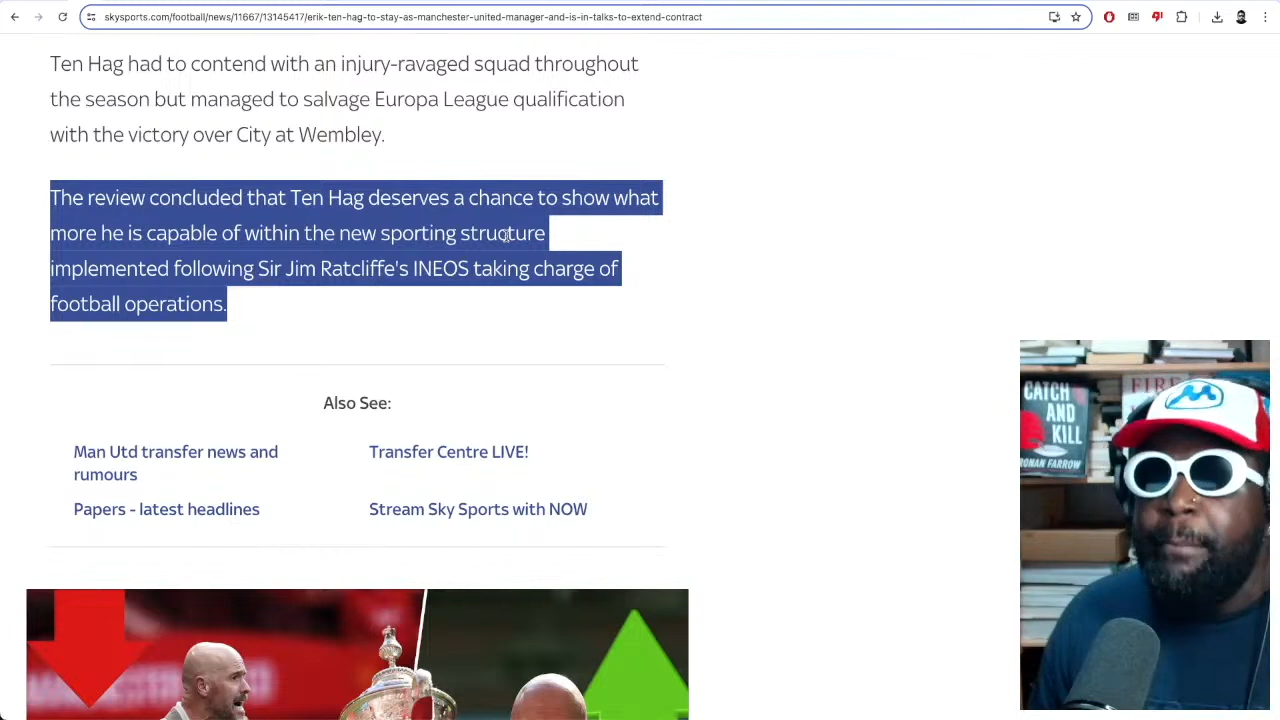 skysports.com/football/news/11667/13145417/erik-ten-hag-to-stay-as-manchester-united-manager-and-is-in-talks-to-extend-contract
Ten Hag had to contend with an injury-ravaged squad throughout
the season but managed to salvage Europa League qualification
with the victory over City at Wembley.
The review concluded that Ten Hag deserves a chance to show what
more he is capable of within the new sporting structure
implemented following Sir Jim Ratcliffe's INEOS taking charge of
football operations.
Also See:
Man Utd transfer news and
rumours
Transfer Centre LIVE!
Papers - latest headlines
Stream Sky Sports with NOW
CATCH
AND
KILL
RONAN FARROW
FIRE